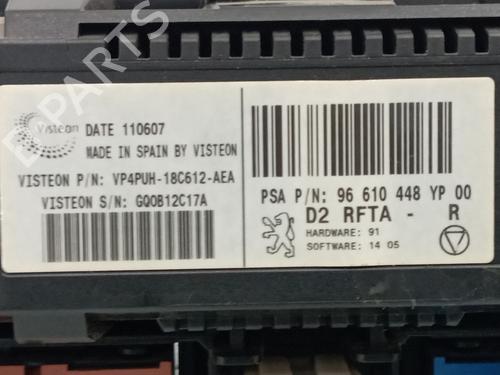 Visteon
DATE 110607
MADE IN SPAIN BY VISTEON
VISTEON P/N: VP4PUH-18C612-AEA
VISTEON S/N: GQ0B12C17A
PSA P/N: 96 610 448 YP 00
D2 RFTA - R
HARDWARE: 91
SOFTWARE: 14 05